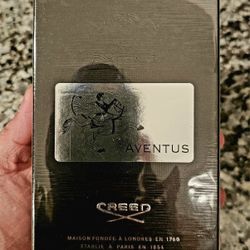 AVENTUS
CREED
MAISON FONDÉE À LONDRES EN 1760
ÉTABLIE À PARIS EN 1854